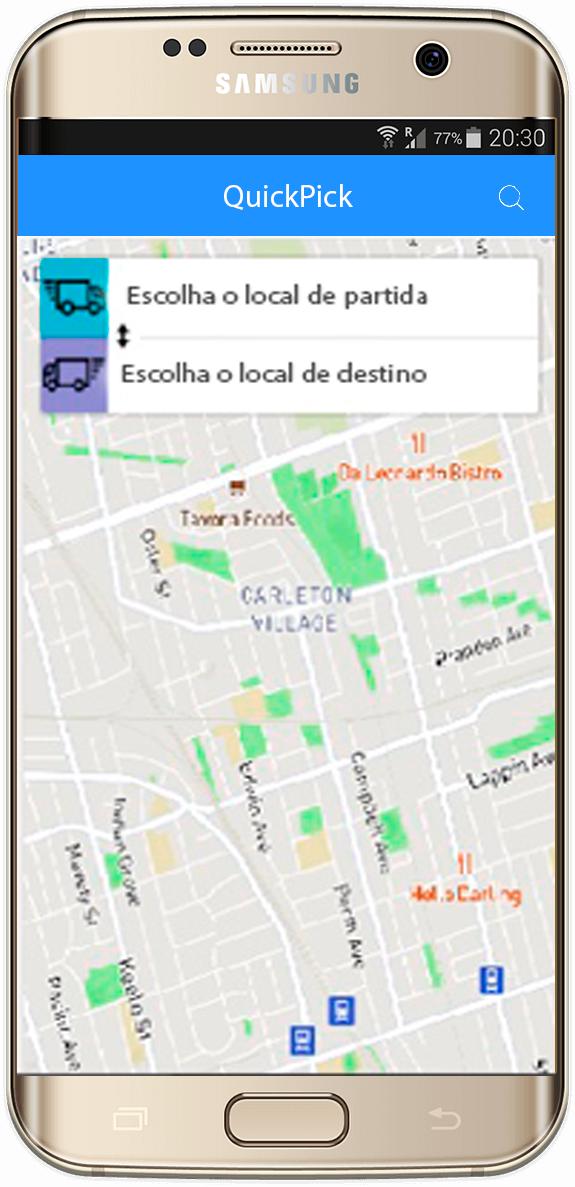 SAMSUNG
R
77%
20:30
QuickPick
Escolha o local de partida
Escolha o local de destino
Da Leonardo Bistro
Tavora Foods
Osler St
CARLETON
VILLAGE
Brandon Ave
Lappin Ave
Edwin Ave
Campbell Ave
Indian Grove
Mavety St
Hello Darling
Perth Ave
Keele St
Pacific Ave